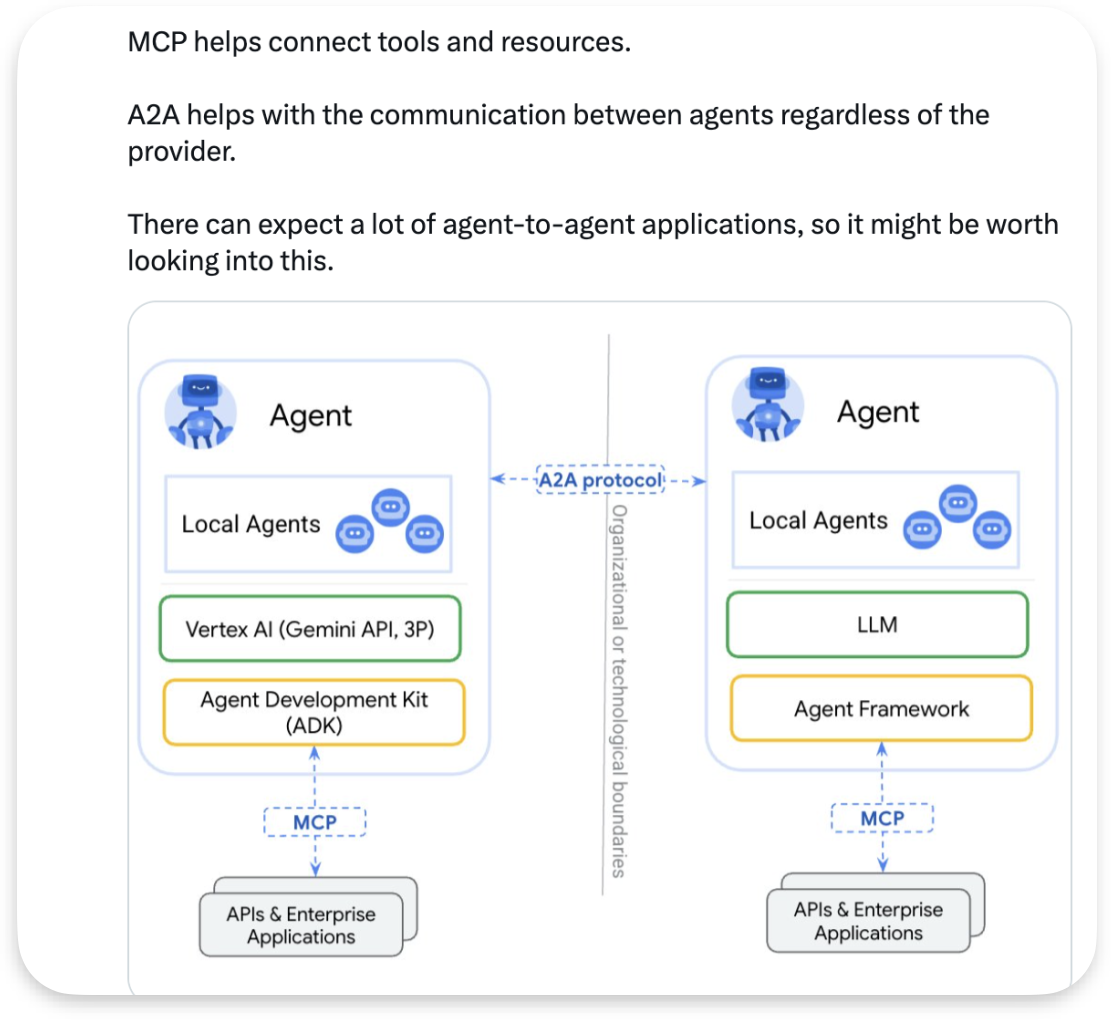 MCP helps connect tools and resources.
A2A helps with the communication between agents regardless of the
provider.
There can expect a lot of agent-to-agent applications, so it might be worth
looking into this.
Agent
Local Agents
Vertex AI (Gemini API, 3P)
Agent Development Kit
(ADK)
MCP
APIs & Enterprise
Applications
A2A protocol
Organizational or technological boundaries
Agent
Local Agents
LLM
Agent Framework
MCP
APIs & Enterprise
Applications